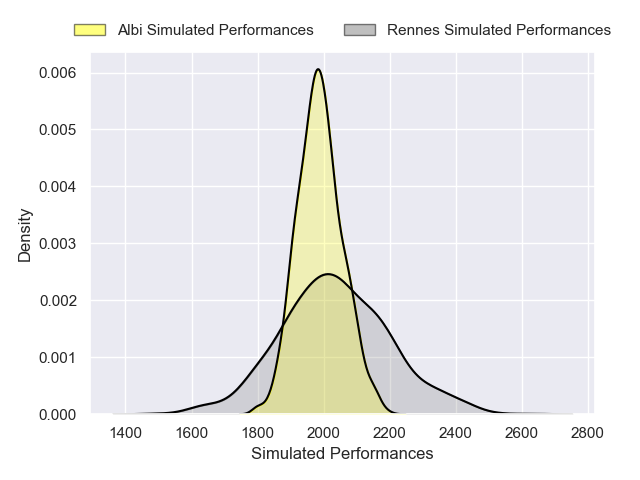 Albi Simulated Performances Rennes Simulated Performances
0.006
0.005
0.004
0.003
0.002
0.001
0.000
Density
1400 1600 1800 2000 2200 2400 2600 2800
Simulated Performances